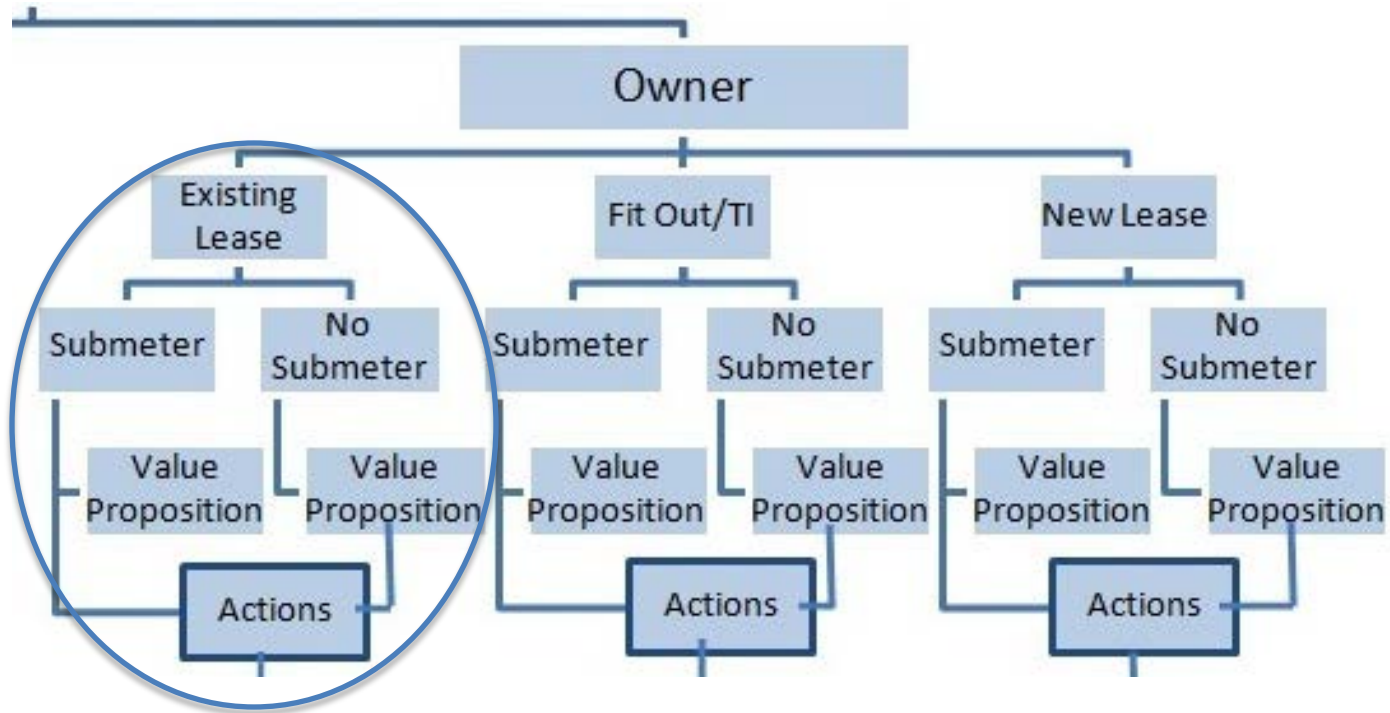 Owner
Existing
Lease
Fit Out/TI
New Lease
Submeter
No
Submeter
Submeter
No
Submeter
Submeter
No
Submeter
Value
Proposition
Value
Proposition
Value
Proposition
Value
Proposition
Value
Proposition
Value
Proposition
Actions
Actions
Actions